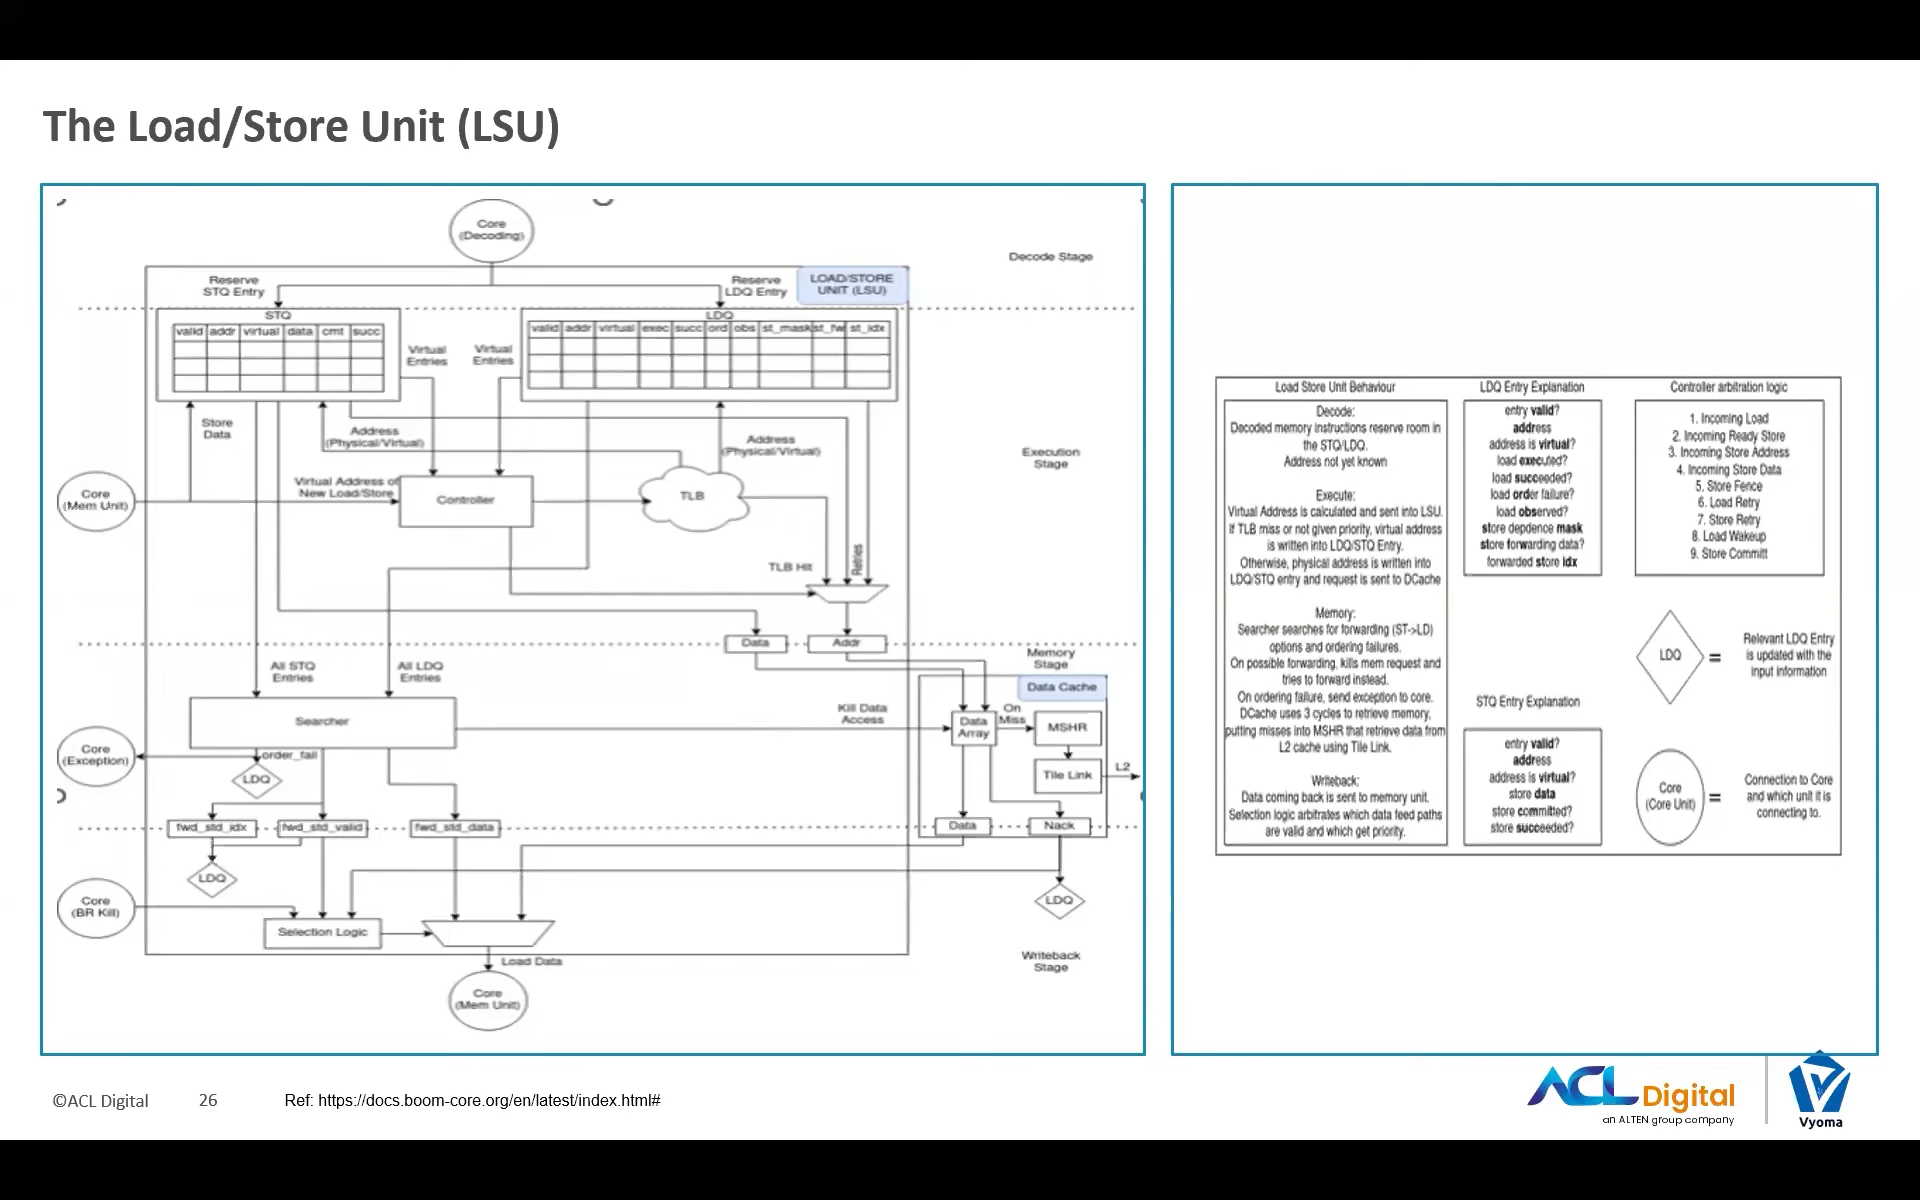 The Load/Store Unit (LSU)
Core
(Decoding)
Decode Stage
Reserve
STQ Entry
Reserve
LDQ Entry
LOAD/STORE
UNIT (LSU)
STQ
valid addr virtual data cmt succ
LDQ
valid addr virtual exec succ ord obs st_mask st_fw st_idx
Virtual
Entries
Virtual
Entries
Store
Data
Address
(Physical/Virtual)
Address
(Physical/Virtual)
Execution
Stage
Core
(Mem Unit)
Virtual Address of
New Load/Store
Controller
TLB
TLB Hit
Retries
Data
Addr
Memory
Stage
All STQ
Entries
All LDQ
Entries
Data Cache
Searcher
Kill Data
Access
Data
Array
On
Miss
MSHR
Tile Link
L2
Core
(Exception)
order_fail
LDQ
fwd_std_idx
fwd_std_valid
fwd_std_data
Data
Nack
LDQ
LDQ
Core
(BR Kill)
Selection Logic
Load Data
Writeback
Stage
Core
(Mem Unit)
Load Store Unit Behaviour
Decode:
Decoded memory instructions reserve room in
the STQ/LDQ.
Address not yet known
Execute:
Virtual Address is calculated and sent into LSU.
If TLB miss or not given priority, virtual address
is written into LDQ/STQ Entry.
Otherwise, physical address is written into
LDQ/STQ entry and request is sent to DCache
Memory:
Searcher searches for forwarding (ST->LD)
options and ordering failures.
On possible forwarding, kills mem request and
tries to forward instead.
On ordering failure, send exception to core.
DCache uses 3 cycles to retrieve memory,
putting misses into MSHR that retrieve data from
L2 cache using Tile Link.
Writeback:
Data coming back is sent to memory unit.
Selection logic arbitrates which data feed paths
are valid and which get priority.
LDQ Entry Explanation
entry valid?
address
address is virtual?
load executed?
load succeeded?
load order failure?
load observed?
store depdence mask
store forwarding data?
forwarded store idx
STQ Entry Explanation
entry valid?
address
address is virtual?
store data
store committed?
store succeeded?
Controller arbitration logic
1. Incoming Load
2. Incoming Ready Store
3. Incoming Store Address
4. Incoming Store Data
5. Store Fence
6. Load Retry
7. Store Retry
8. Load Wakeup
9. Store Committ
LDQ
=
Relevant LDQ Entry
is updated with the
input information
Core
(Core Unit)
=
Connection to Core
and which unit it is
connecting to.
©ACL Digital
26
Ref: https://docs.boom-core.org/en/latest/index.html#
ACL Digital
an ALTEN group company
Vyoma